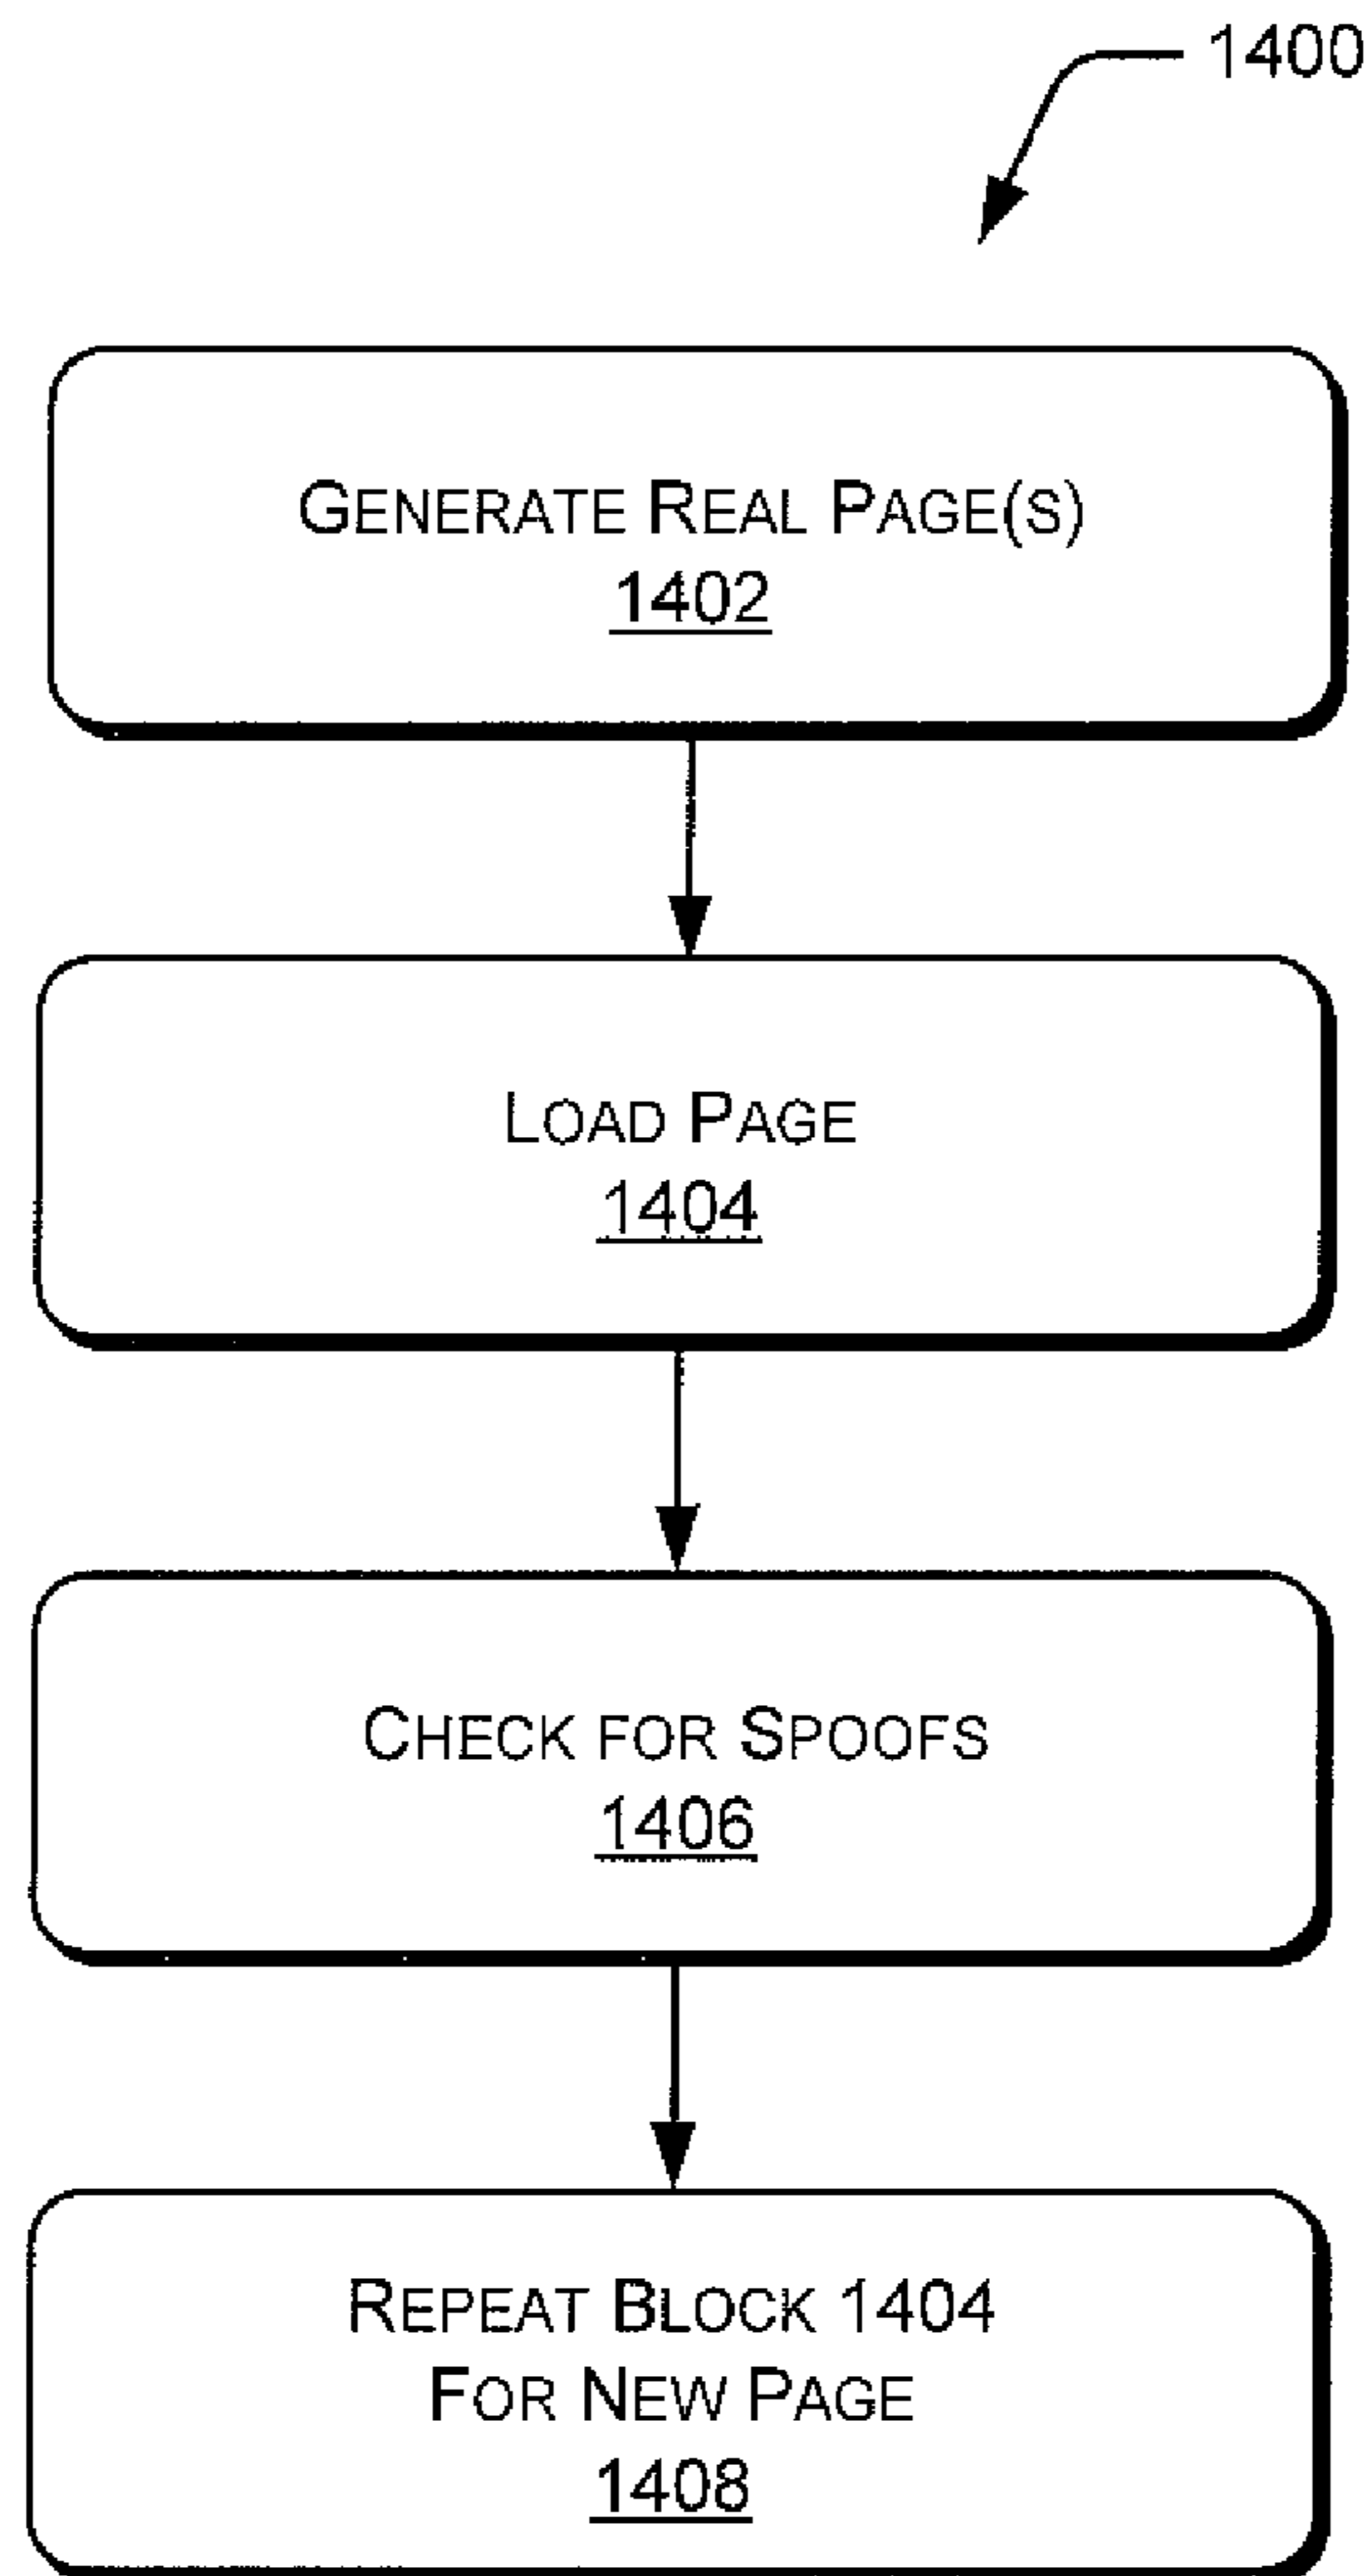 1400
GENERATE REAL PAGE(S)
1402
LOAD PAGE
1404
CHECK FOR SPOOFS
1406
REPEAT BLOCK 1404
FOR NEW PAGE
1408